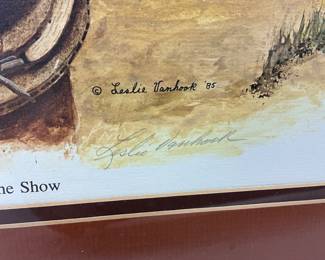 © Leslie Vanhook '85
Leslie Vanhook
he Show